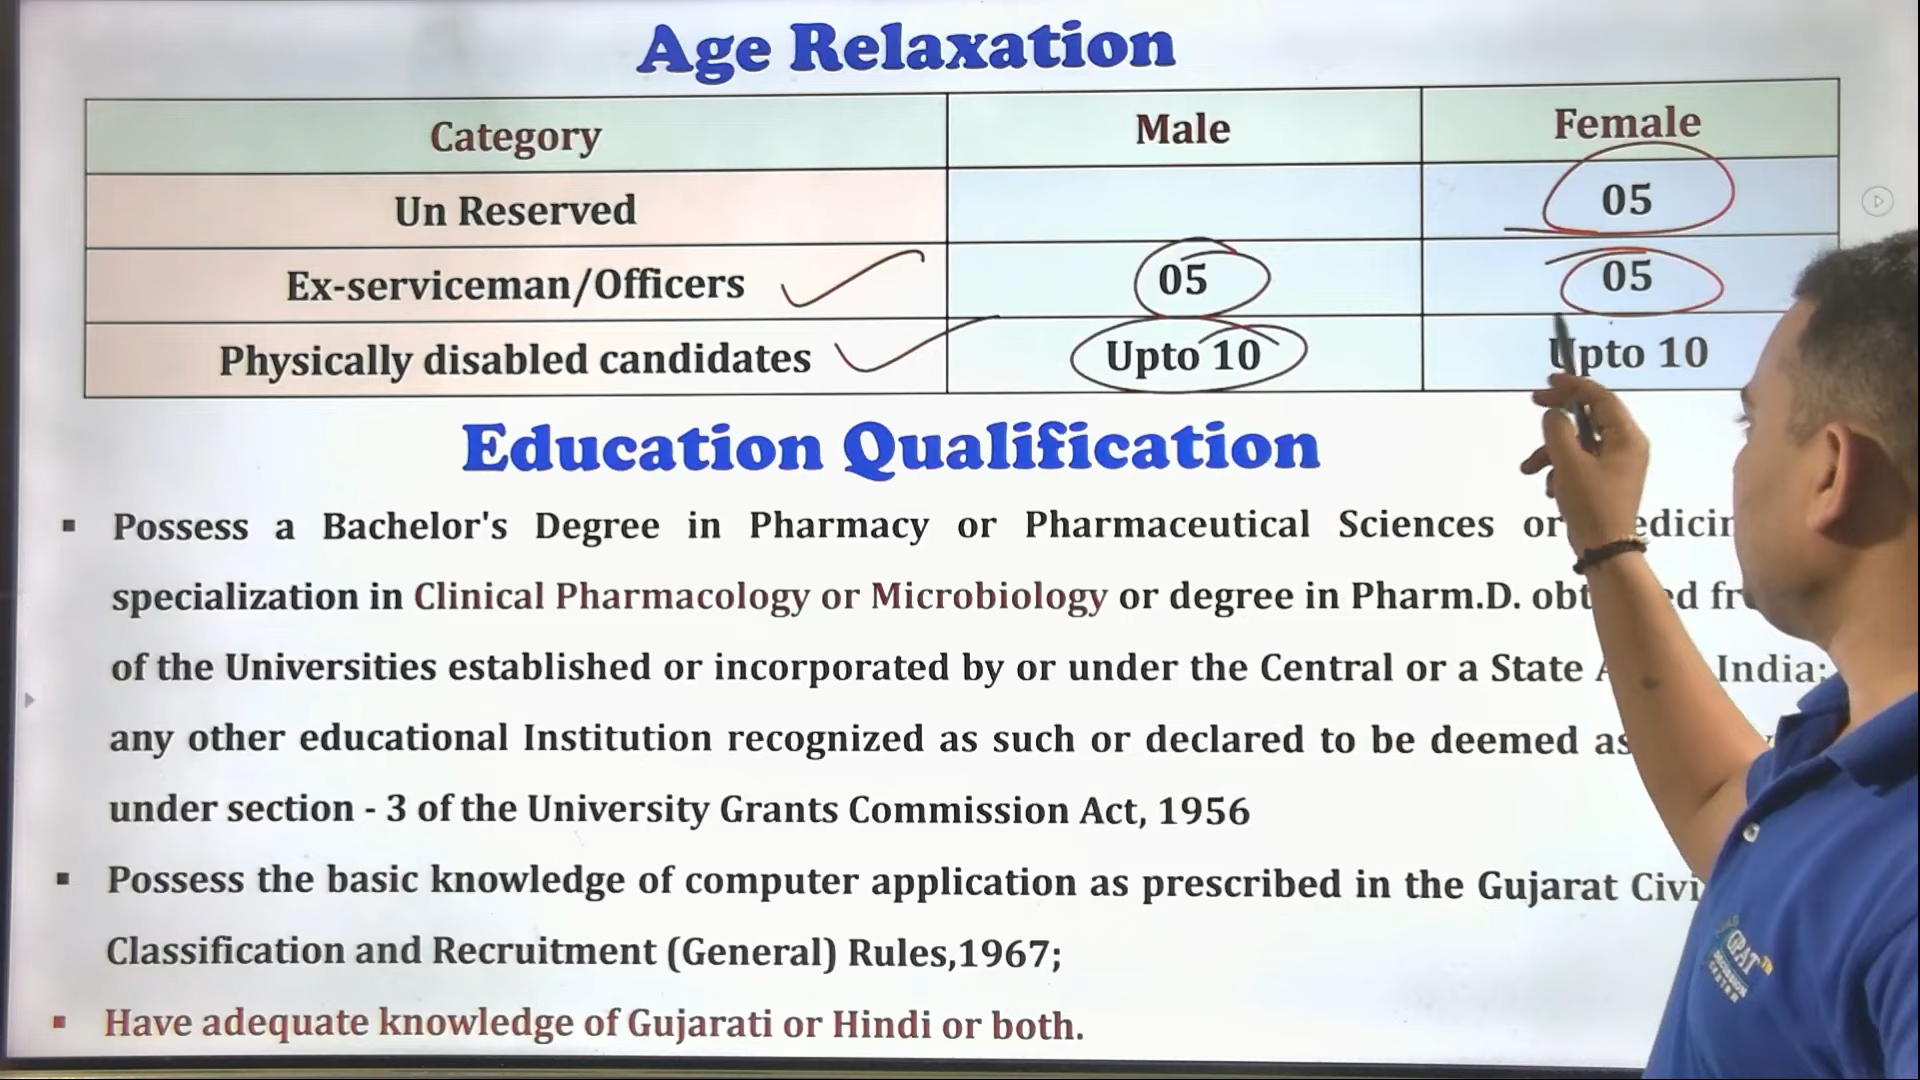 Age Relaxation
Category Male Female
Un Reserved 05
Ex-serviceman/Officers 05 05
Physically disabled candidates Upto 10 Upto 10
Education Qualification
▪ Possess a Bachelor's Degree in Pharmacy or Pharmaceutical Sciences or
specialization in Clinical Pharmacology or Microbiology or degree in Pharm.D.
of the Universities established or incorporated by or under the Central or a State India;
any other educational Institution recognized as such or declared to be deemed as
under section - 3 of the University Grants Commission Act, 1956
▪ Possess the basic knowledge of computer application as prescribed in the Gujarat
Classification and Recruitment (General) Rules,1967;
▪ Have adequate knowledge of Gujarati or Hindi or both.
GPAT
DISCUSSION
CENTER